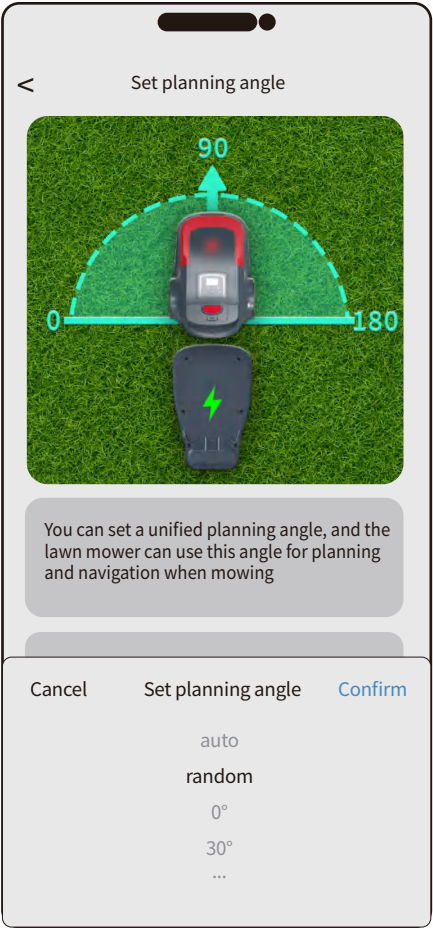 <
Set planning angle
90
0
180
You can set a unified planning angle, and the
lawn mower can use this angle for planning
and navigation when mowing
Cancel
Set planning angle
Confirm
auto
random
0°
30°
...